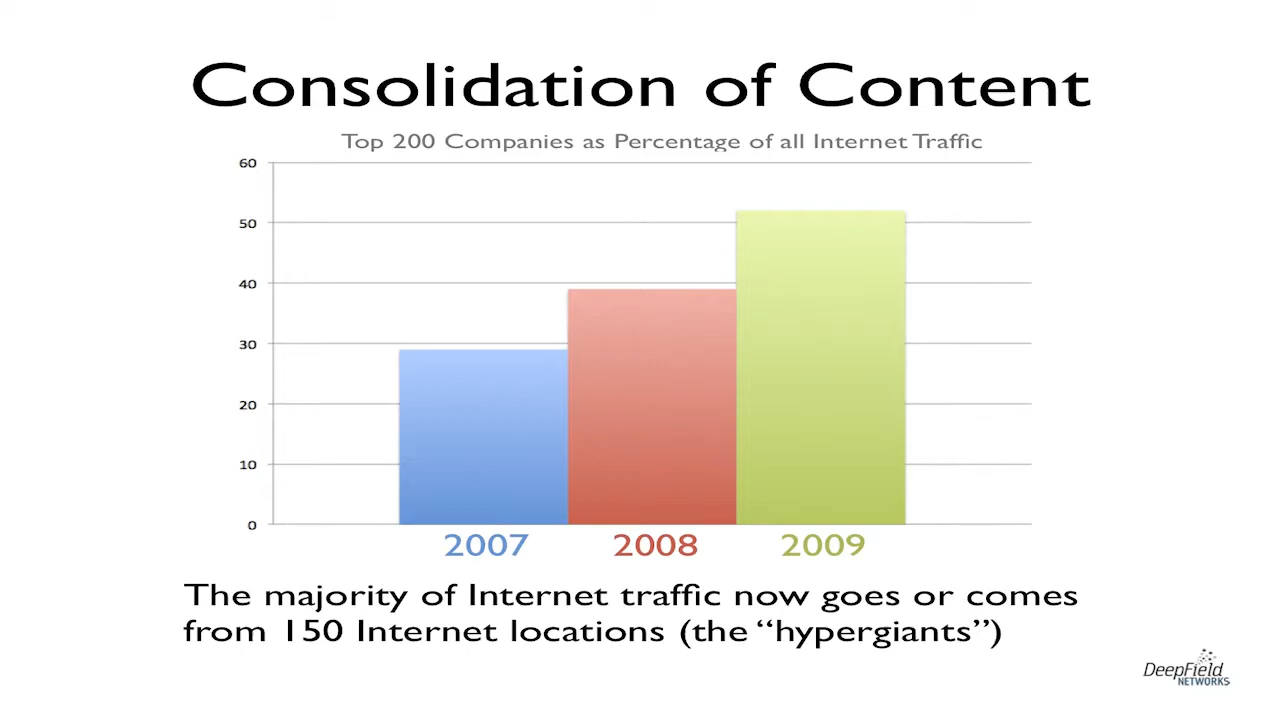 Consolidation of Content
Top 200 Companies as Percentage of all Internet Traffic
60
50
40
30
20
10
0
2007 2008 2009
The majority of Internet traffic now goes or comes
from 150 Internet locations (the “hypergiants”)
DeepField
NETWORKS